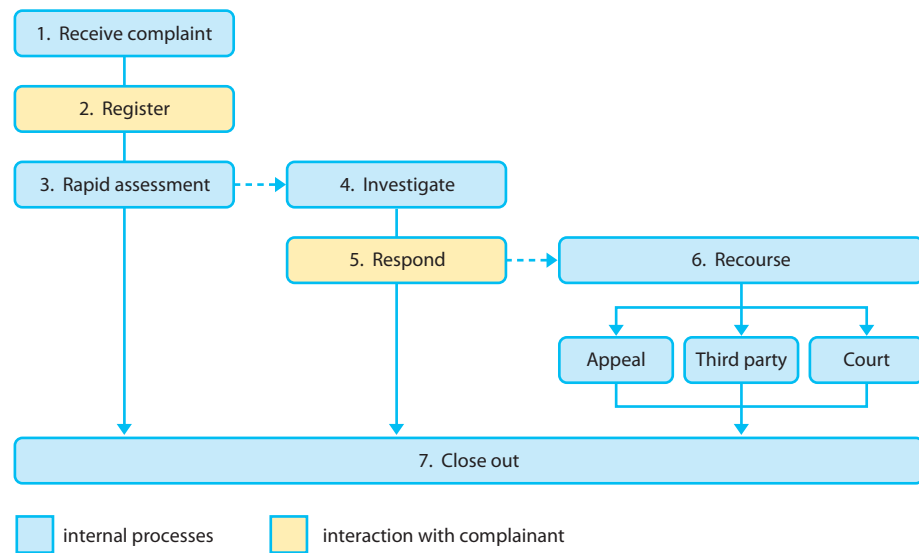 1. Receive complaint
2. Register
3. Rapid assessment
4. Investigate
5. Respond
6. Recourse
Appeal
Third party
Court
7. Close out
internal processes
interaction with complainant